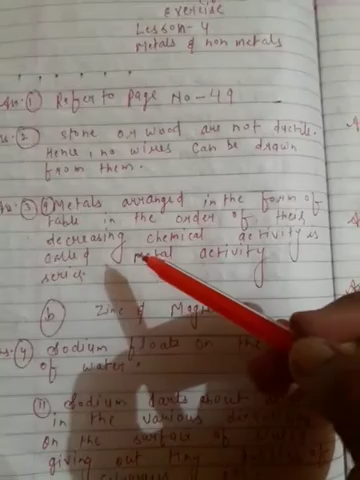 Exercise
Lesson-4
Metals & non metals
Ans. ① Refer to Page No-49
Ans. ② Stone or wood are not ductile.
Hence, no wires can be drawn
from them.
Ans. ③ ⓐ Metals arranged in the form of
table in the order of their
decreasing chemical activity is
called metal activity
series.
ⓑ Zinc &
Ans. ④ Sodium floats on the
of water.
ⓘⓘ Sodium darts about
in the various
on the surface of water
giving out tiny